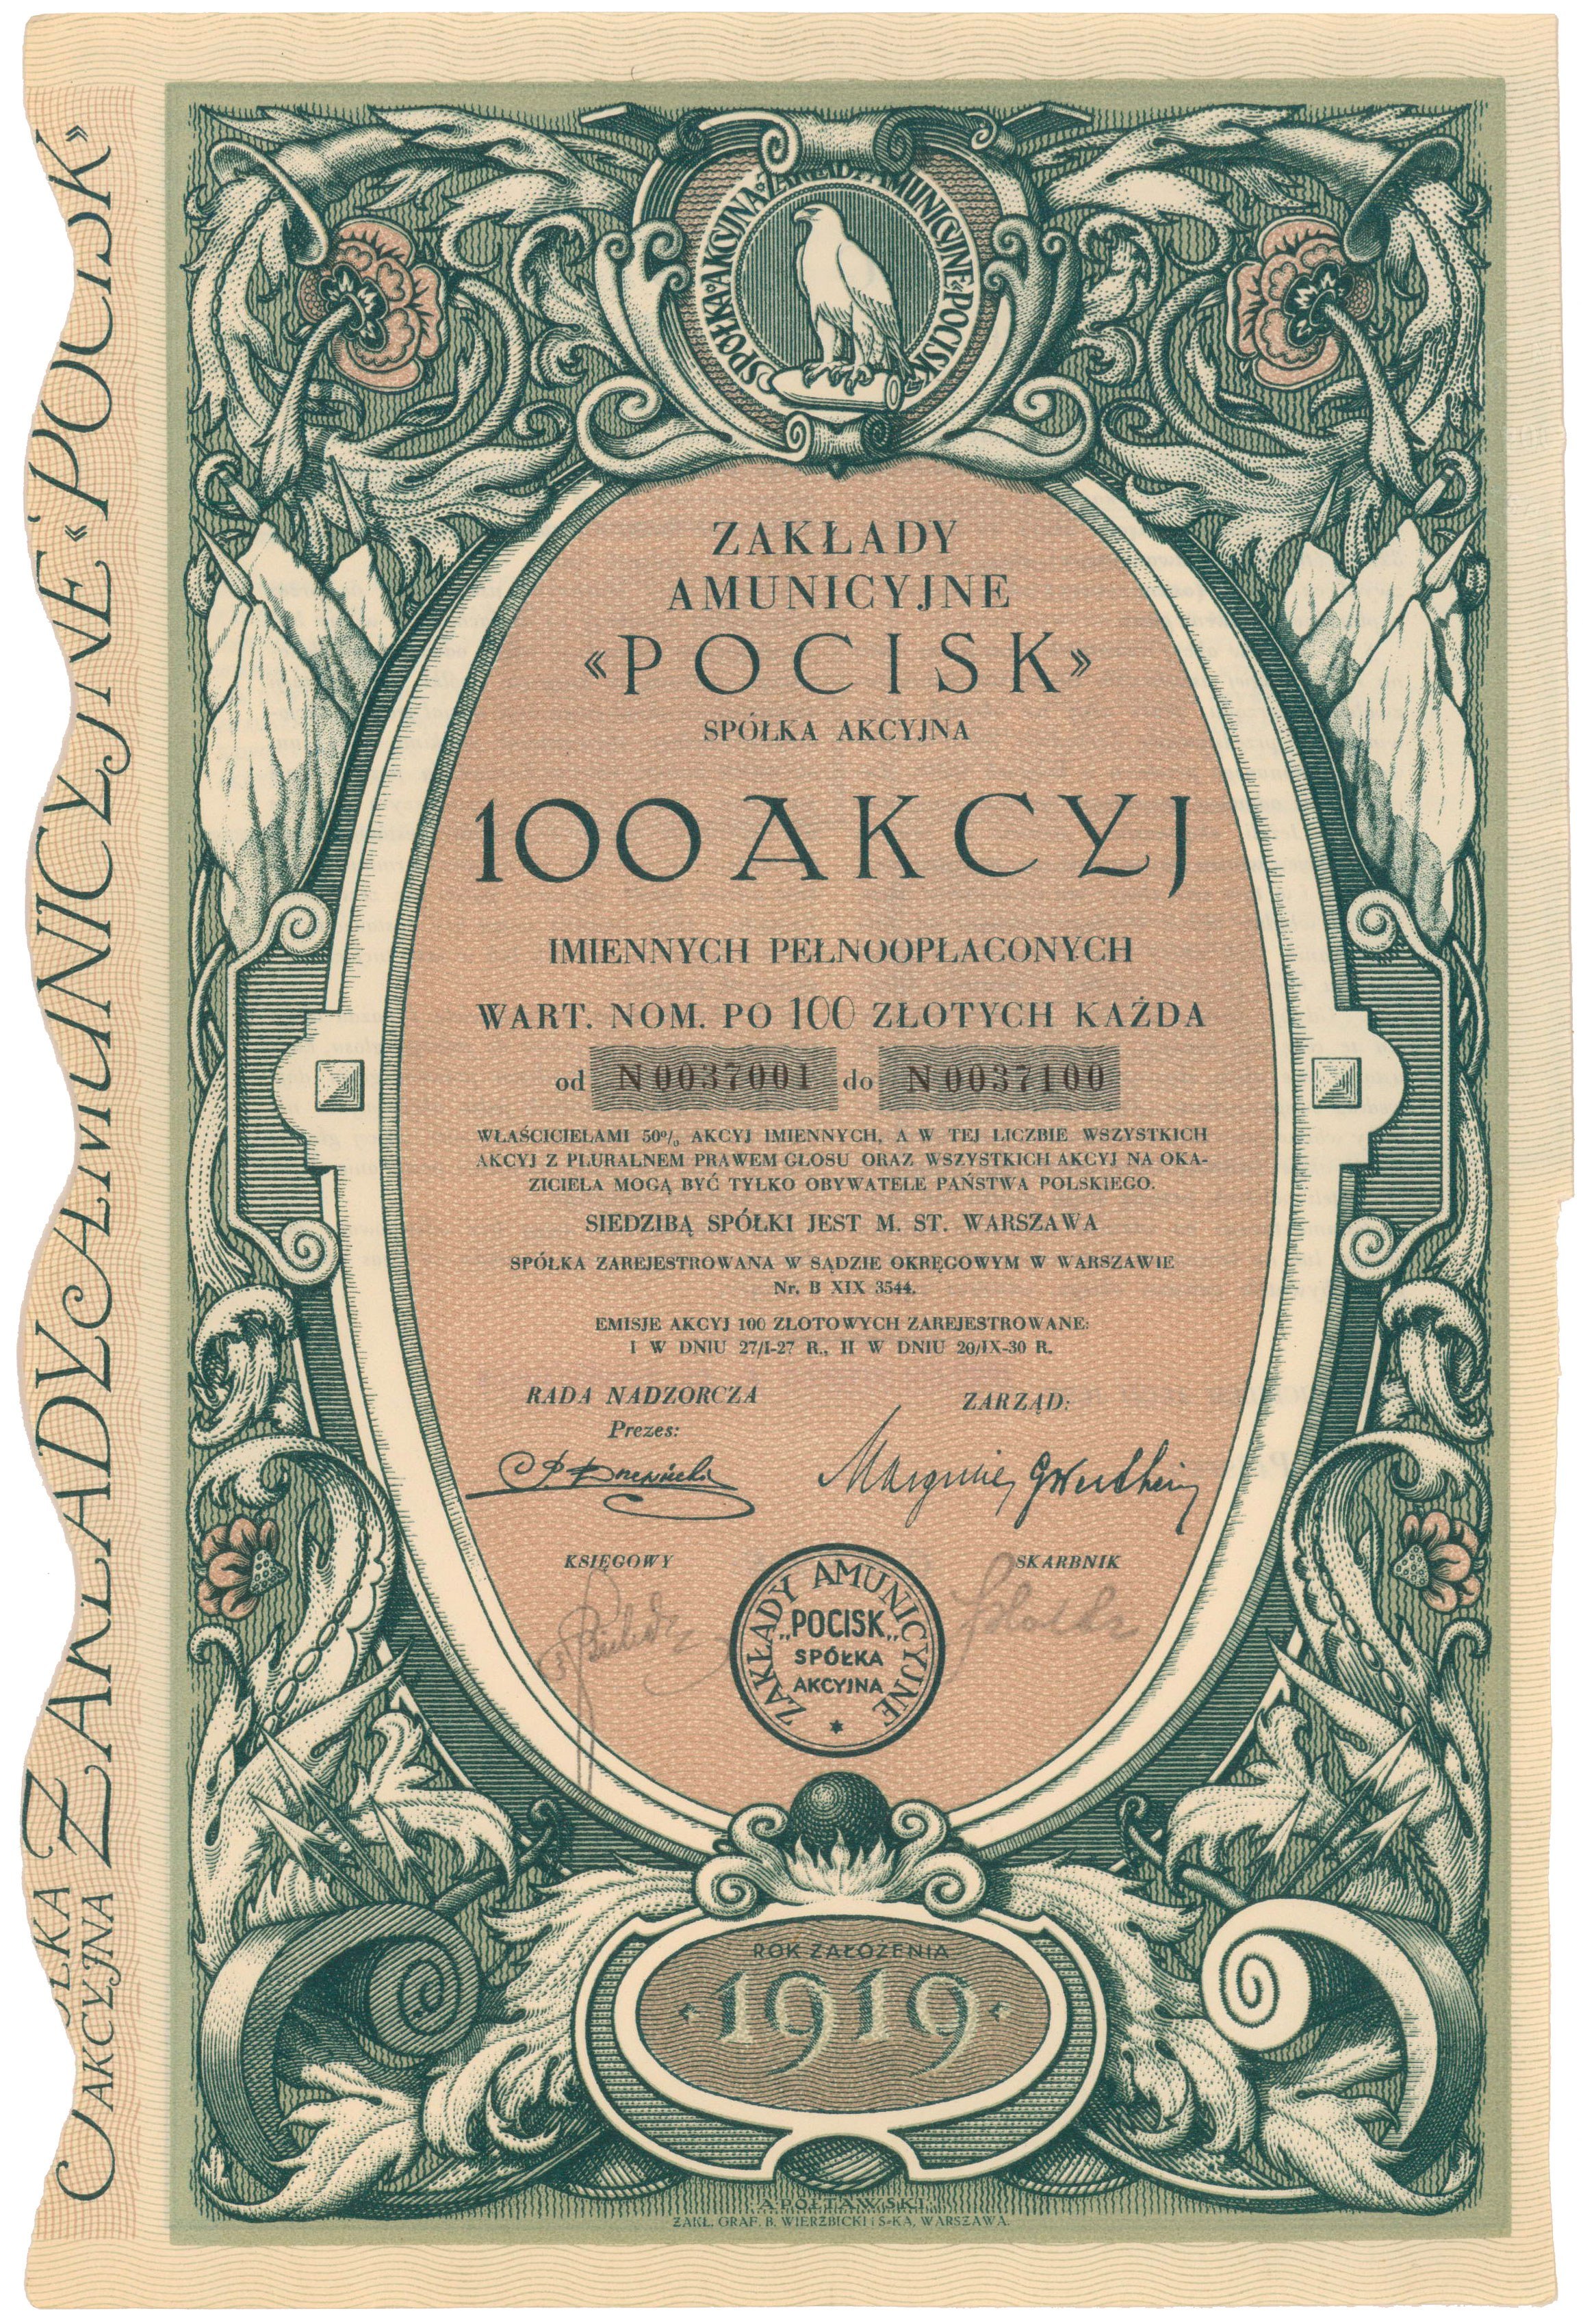 SPÓŁKA AKCYJNA ZAKŁ. AMUNICYJNE POCISK
ZAKŁADY
AMUNICYJNE
«POCISK»
SPÓŁKA AKCYJNA
100 AKCYJ
IMIENNYCH PEŁNOOPŁACONYCH
WART. NOM. PO 100 ZŁOTYCH KAŻDA
od N0037001 do N0037100
WŁAŚCICIELAMI 50% AKCYJ IMIENNYCH, A W TEJ LICZBIE WSZYSTKICH
AKCYJ Z PLURALNEM PRAWEM GŁOSU ORAZ WSZYSTKICH AKCYJ NA OKA-
ZICIELA MOGĄ BYĆ TYLKO OBYWATELE PAŃSTWA POLSKIEGO.
SIEDZIBĄ SPÓŁKI JEST M. ST. WARSZAWA
SPÓŁKA ZAREJESTROWANA W SĄDZIE OKRĘGOWYM W WARSZAWIE
Nr. B XIX 3544.
EMISJE AKCYJ 100 ZŁOTOWYCH ZAREJESTROWANE:
I W DNIU 27/I-27 R., II W DNIU 20/IX-30 R.
RADA NADZORCZA
Prezes:
ZARZĄD:
KSIĘGOWY
SKARBNIK
ZAKŁADY AMUNICYJNE
„POCISK„
SPÓŁKA
AKCYJNA
ROK ZAŁOŻENIA
1919
A. PÓŁTAWSKI
ZAKŁ. GRAF. B. WIERZBICKI i S-KA, WARSZAWA.
ZAKŁADY AMUNICYJNE «POCISK»
AKCYJNA